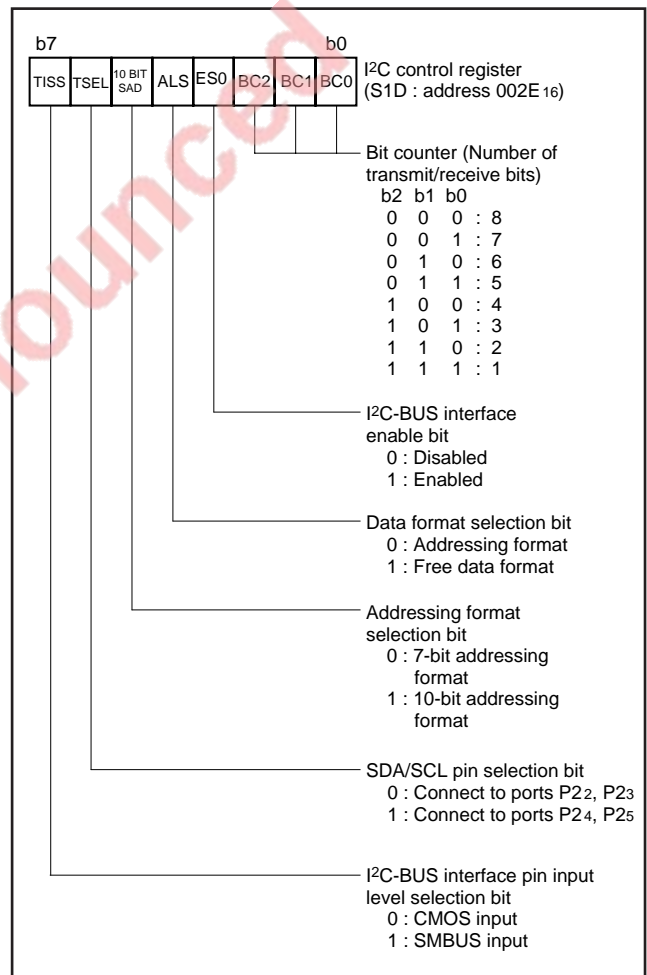 b7 b0
TISS TSEL 10 BIT SAD ALS ES0 BC2 BC1 BC0
I2C control register
(S1D : address 002E16)
Bit counter (Number of
transmit/receive bits)
b2 b1 b0
0 0 0 : 8
0 0 1 : 7
0 1 0 : 6
0 1 1 : 5
1 0 0 : 4
1 0 1 : 3
1 1 0 : 2
1 1 1 : 1
I2C-BUS interface
enable bit
0 : Disabled
1 : Enabled
Data format selection bit
0 : Addressing format
1 : Free data format
Addressing format
selection bit
0 : 7-bit addressing
format
1 : 10-bit addressing
format
SDA/SCL pin selection bit
0 : Connect to ports P22, P23
1 : Connect to ports P24, P25
I2C-BUS interface pin input
level selection bit
0 : CMOS input
1 : SMBUS input
ounced